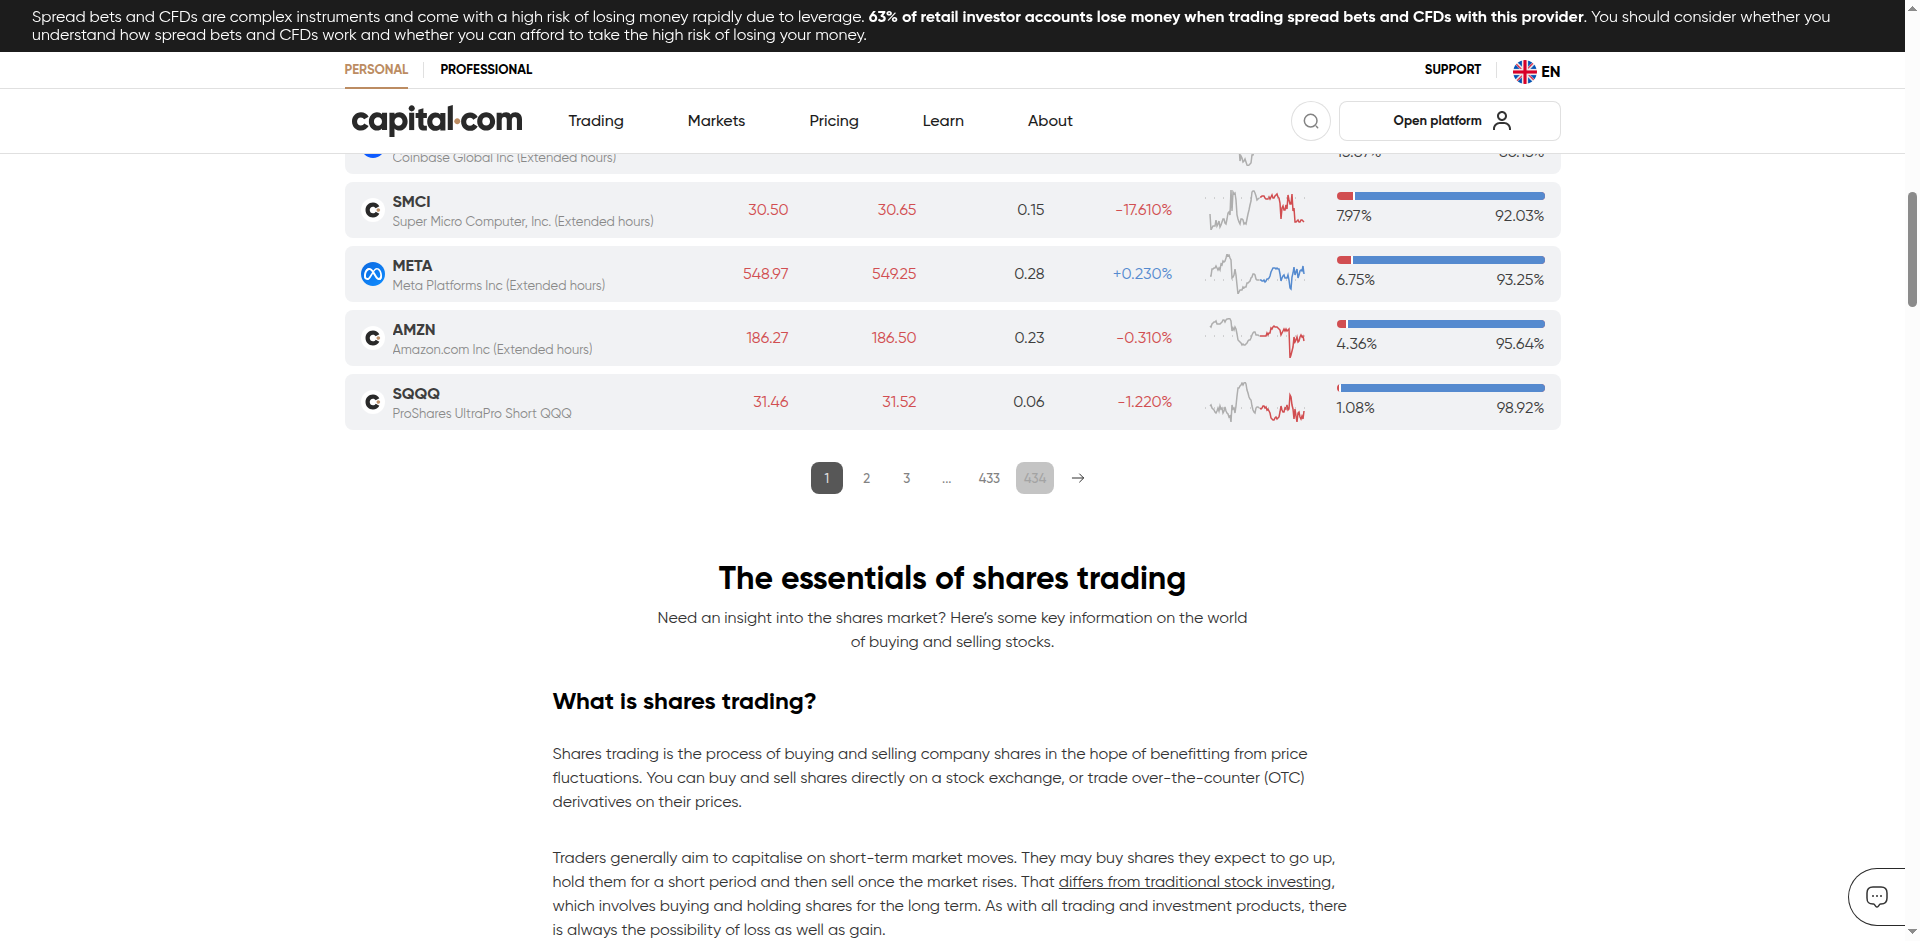 Spread bets and CFDs are complex instruments and come with a high risk of losing money rapidly due to leverage. 63% of retail investor accounts lose money when trading spread bets and CFDs with this provider. You should consider whether you
understand how spread bets and CFDs work and whether you can afford to take the high risk of losing your money.
PERSONAL PROFESSIONAL SUPPORT EN
capital.com Trading Markets Pricing Learn About Open platform
Coinbase Global Inc (Extended hours)
SMCI
Super Micro Computer, Inc. (Extended hours)
30.50 30.65 0.15 -17.610%
7.97% 92.03%
META
Meta Platforms Inc (Extended hours)
548.97 549.25 0.28 +0.230%
6.75% 93.25%
AMZN
Amazon.com Inc (Extended hours)
186.27 186.50 0.23 -0.310%
4.36% 95.64%
SQQQ
ProShares UltraPro Short QQQ
31.46 31.52 0.06 -1.220%
1.08% 98.92%
1 2 3 ... 433 434
The essentials of shares trading
Need an insight into the shares market? Here’s some key information on the world
of buying and selling stocks.
What is shares trading?
Shares trading is the process of buying and selling company shares in the hope of benefitting from price
fluctuations. You can buy and sell shares directly on a stock exchange, or trade over-the-counter (OTC)
derivatives on their prices.
Traders generally aim to capitalise on short-term market moves. They may buy shares they expect to go up,
hold them for a short period and then sell once the market rises. That differs from traditional stock investing,
which involves buying and holding shares for the long term. As with all trading and investment products, there
is always the possibility of loss as well as gain.